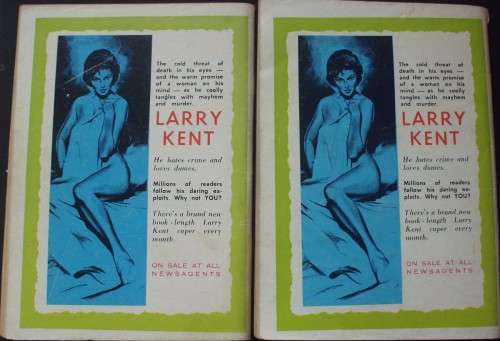 The cold threat of
death in his eyes —
and the warm promise
of a woman on his
mind — as he coolly
tangles with mayhem
and murder.
LARRY
KENT
He hates crime and
loves dames.
Millions of readers
follow his daring ex-
ploits. Why not YOU?
There's a brand new
book-length Larry
Kent caper every
month.
ON SALE AT ALL
NEWSAGENTS
The cold threat of
death in his eyes —
and the warm promise
of a woman on his
mind — as he coolly
tangles with mayhem
and murder.
LARRY
KENT
He hates crime and
loves dames.
Millions of readers
follow his daring ex-
ploits. Why not YOU?
There's a brand new
book-length Larry
Kent caper every
month.
ON SALE AT ALL
NEWSAGENTS